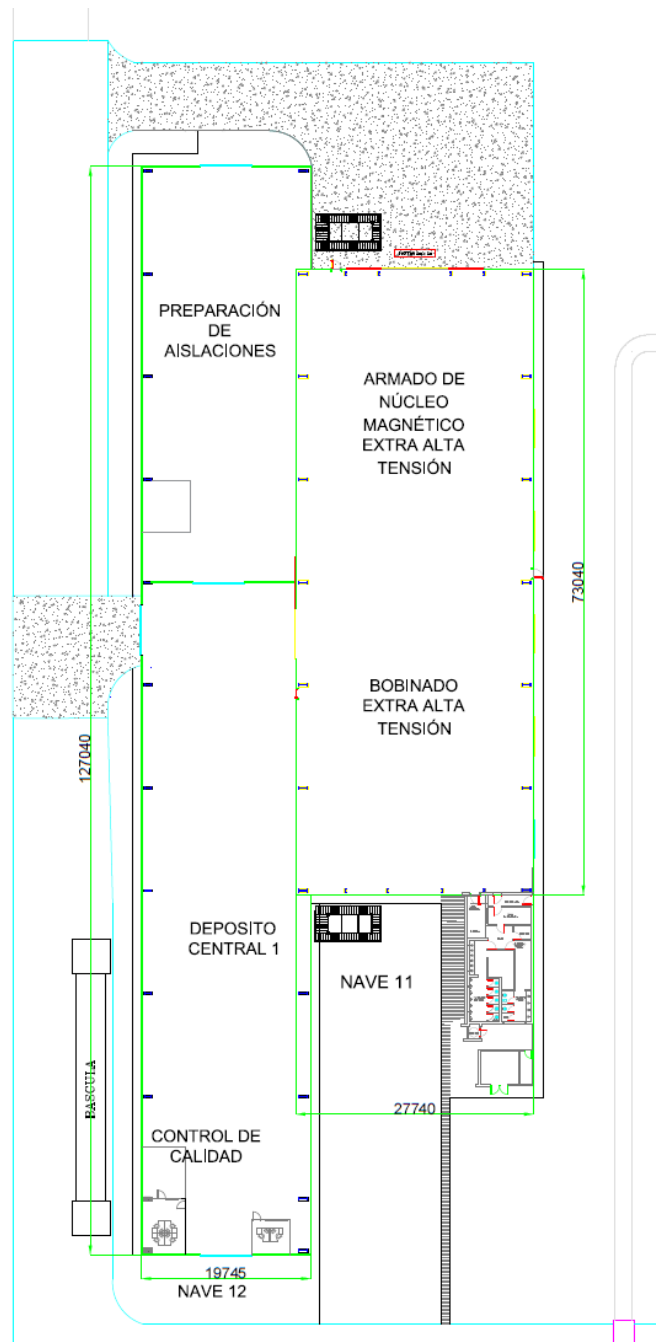 PREPARACIÓN
DE
AISLACIONES
ARMADO DE
NÚCLEO
MAGNÉTICO
EXTRA ALTA
TENSIÓN
73040
BOBINADO
EXTRA ALTA
TENSIÓN
127040
DEPOSITO
CENTRAL 1
NAVE 11
BASCULA
27740
CONTROL DE
CALIDAD
19745
NAVE 12